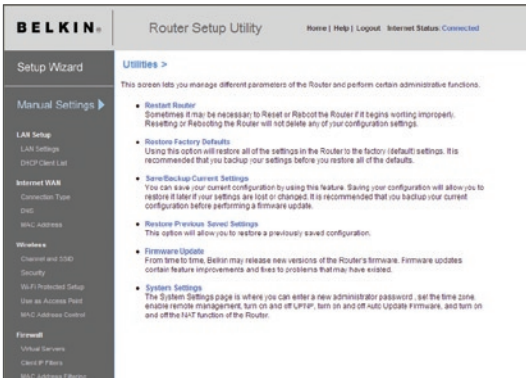 BELKIN®
Router Setup Utility
Home | Help | Logout Internet Status: Connected
Setup Wizard
Manual Settings
LAN Setup
LAN Settings
DHCP Client List
Internet WAN
Connection Type
DNS
MAC Address
Wireless
Channel and SSID
Security
Wi-Fi Protected Setup
Use as Access Point
MAC Address Control
Firewall
Virtual Servers
Client IP Filters
MAC Address Filtering
Utilities >
This screen lets you manage different parameters of the Router and perform certain administrative functions.
• Restart Router
Sometimes it may be necessary to Reset or Reboot the Router if it begins working improperly.
Resetting or Rebooting the Router will not delete any of your configuration settings.
• Restore Factory Defaults
Using this option will restore all of the settings in the Router to the factory (default) settings. It is
recommended that you backup your settings before you restore all of the defaults.
• Save/Backup Current Settings
You can save your current configuration by using this feature. Saving your configuration will allow you to
restore it later if your settings are lost or changed. It is recommended that you backup your current
configuration before performing a firmware update.
• Restore Previous Saved Settings
This option will allow you to restore a previously saved configuration.
• Firmware Update
From time to time, Belkin may release new versions of the Router's firmware. Firmware updates
contain feature improvements and fixes to problems that may have existed.
• System Settings
The System Settings page is where you can enter a new administrator password , set the time zone,
enable remote management, turn on and off UPNP, turn on and off Auto Update Firmware, and turn on
and off the NAT function of the Router.